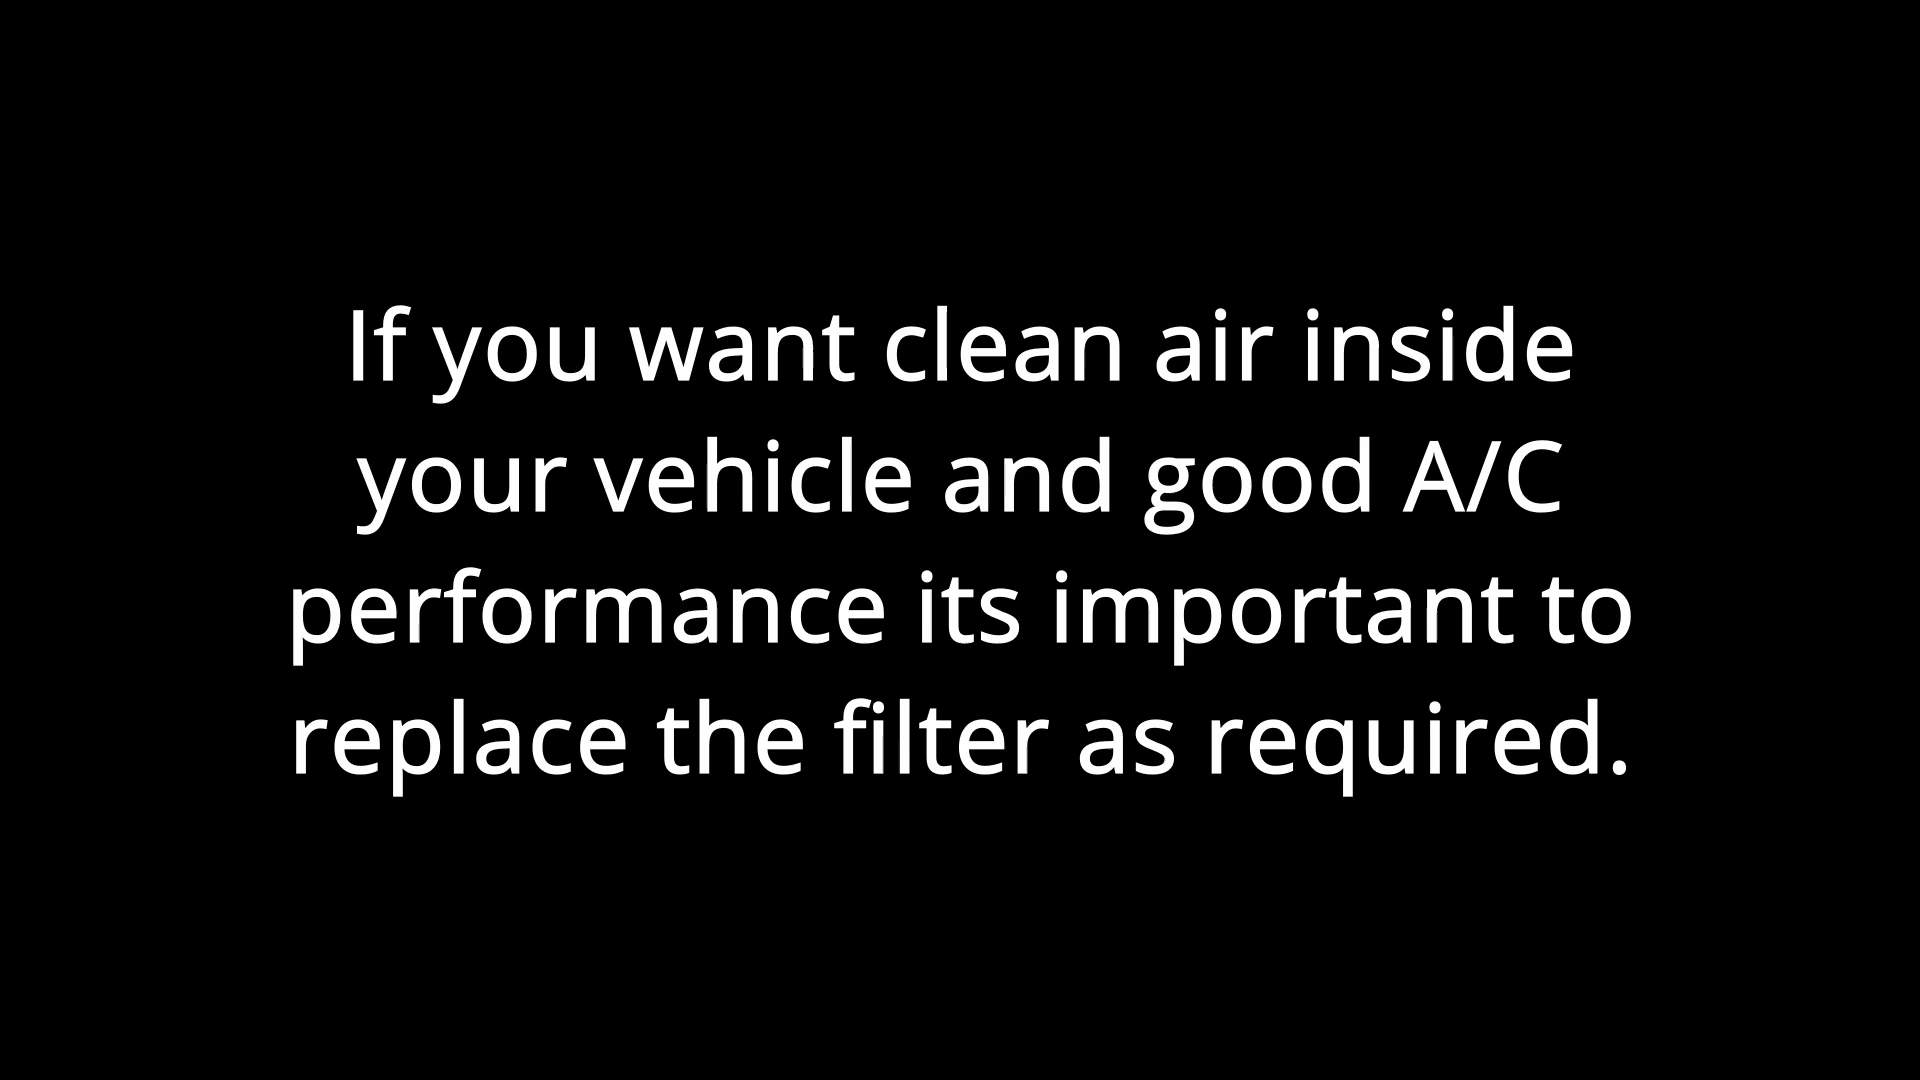 If you want clean air inside
your vehicle and good A/C
performance its important to
replace the filter as required.